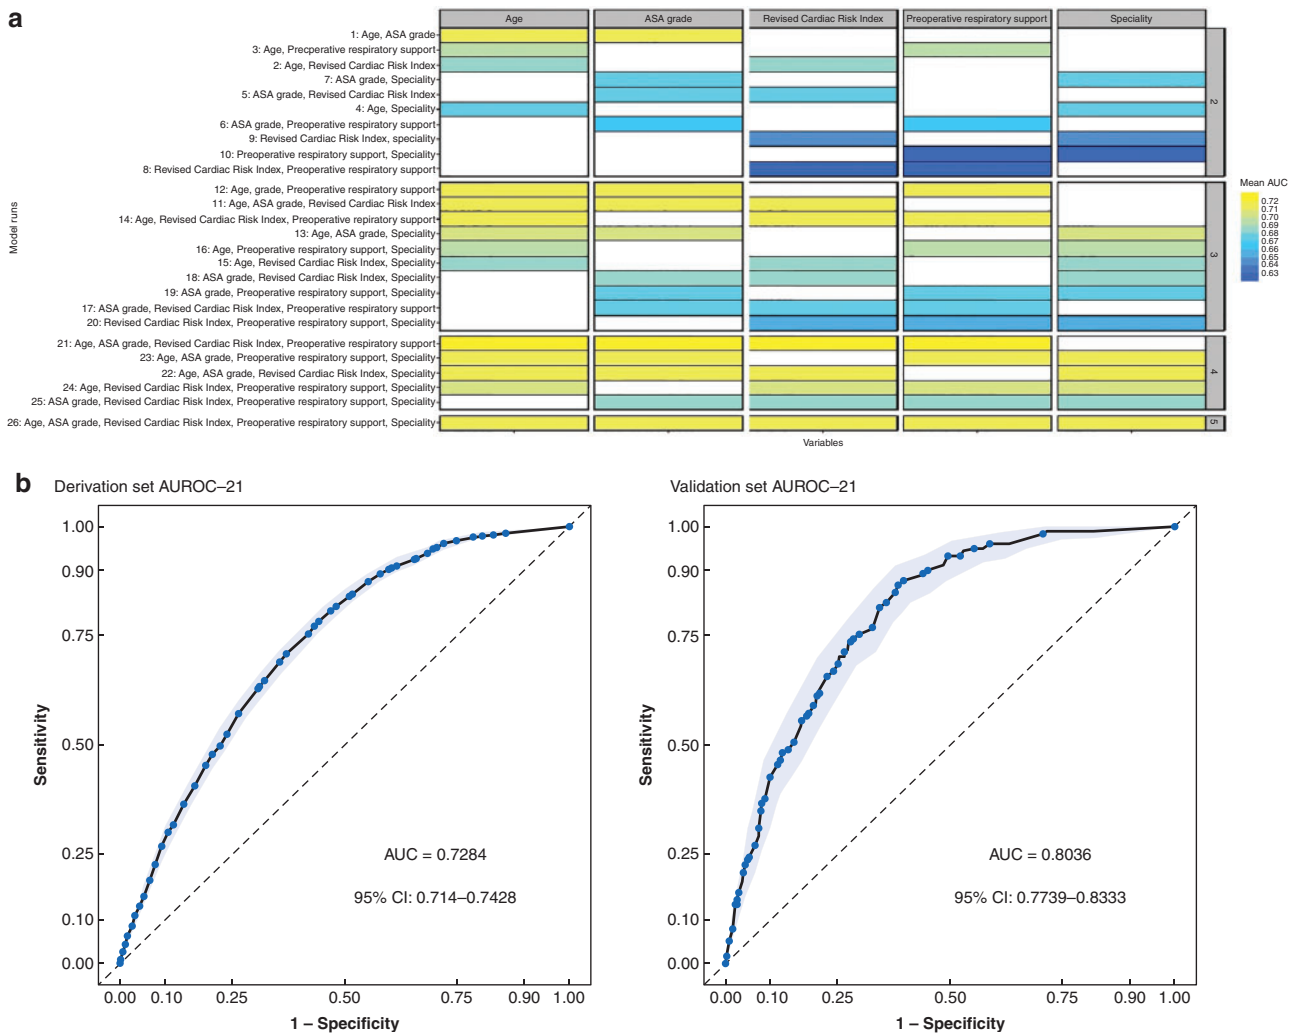 a
Age ASA grade Revised Cardiac Risk Index Preoperative respiratory support Speciality
1: Age, ASA grade
3: Age, Precperative respiratory support
2: Age, Revised Cardiac Risk Index
7: ASA grade, Speciality
5: ASA grade, Revised Cardiac Risk Index
4: Age, Speciality
6: ASA grade, Preoperative respiratory support
9: Revised Cardiac Risk Index, speciality
10: Preoperative respiratory support, Speciality
8: Revised Cardiac Risk Index, Preoperative respiratory support
2
12: Age, grade, Preoperative respiratory support
11: Age, ASA grade, Revised Cardiac Risk Index
14: Age, Revised Cardiac Risk Index, Preoperative respiratory support
13: Age, ASA grade, Speciality
16: Age, Preoperative respiratory support, Speciality
15: Age, Revised Cardiac Risk Index, Speciality
18: ASA grade, Revised Cardiac Risk Index, Speciality
19: ASA grade, Preoperative respiratory support, Speciality
17: ASA grade, Revised Cardiac Risk Index, Preoperative respiratory support
20: Revised Cardiac Risk Index, Preoperative respiratory support, Speciality
3
21: Age, ASA grade, Revised Cardiac Risk Index, Preoperative respiratory support
23: Age, ASA grade, Preoperative respiratory support, Speciality
22: Age, ASA grade, Revised Cardiac Risk Index, Speciality
24: Age, Revised Cardiac Risk Index, Preoperative respiratory support, Speciality
25: ASA grade, Revised Cardiac Risk Index, Preoperative respiratory support, Speciality
4
26: Age, ASA grade, Revised Cardiac Risk Index, Preoperative respiratory support, Speciality
5
Model runs
Variables
Mean AUC
0.72
0.71
0.70
0.69
0.68
0.67
0.66
0.65
0.64
0.63
b
Derivation set AUROC–21
1.00
0.90
0.75
0.50
0.25
0.10
0.00
Sensitivity
AUC = 0.7284
95% CI: 0.714–0.7428
0.00 0.10 0.25 0.50 0.75 0.90 1.00
1 – Specificity
Validation set AUROC–21
1.00
0.90
0.75
0.50
0.25
0.10
0.00
Sensitivity
AUC = 0.8036
95% CI: 0.7739–0.8333
0.00 0.10 0.25 0.50 0.75 0.90 1.00
1 – Specificity